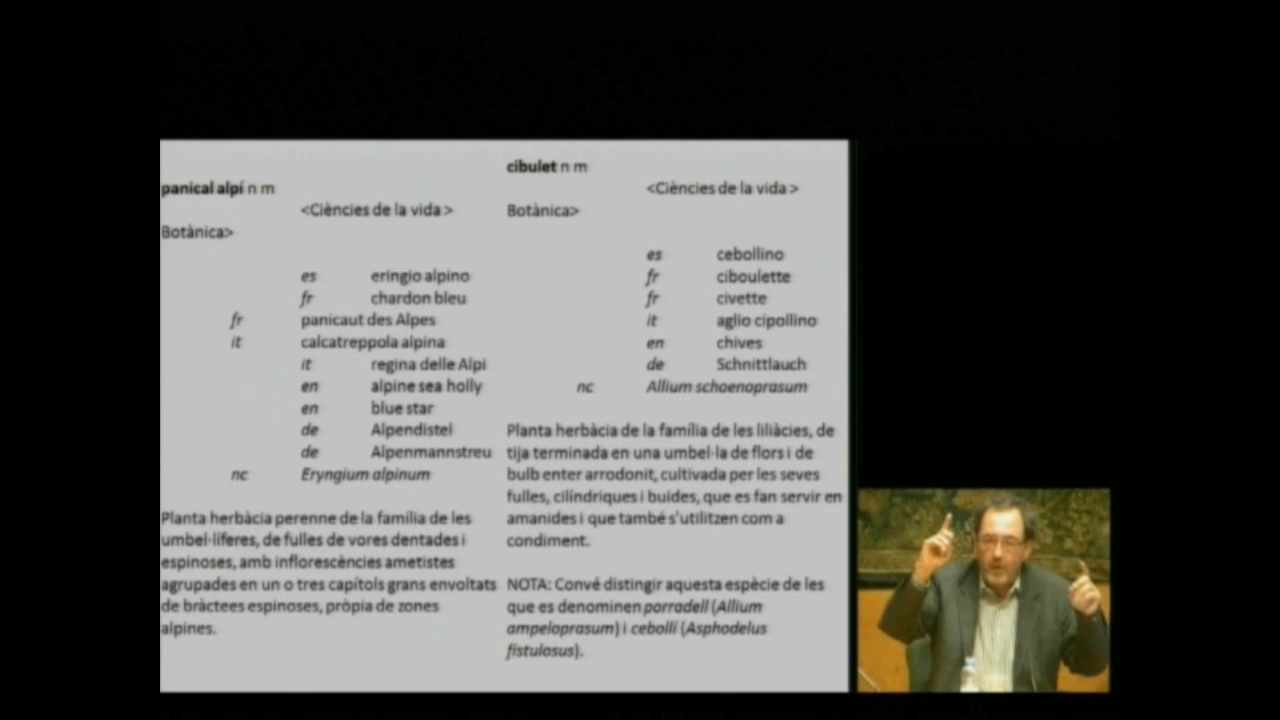 panical alpí n m
<Ciències de la vida >
Botànica>
es eringio alpino
fr chardon bleu
fr panicaut des Alpes
it calcatreppola alpina
it regina delle Alpi
en alpine sea holly
en blue star
de Alpendistel
de Alpenmannstreu
nc Eryngium alpinum
Planta herbàcia perenne de la família de les
umbel·líferes, de fulles de vores dentades i
espinoses, amb inflorescències ametistes
agrupades en un o tres capítols grans envoltats
de bràctees espinoses, pròpia de zones
alpines.
cibulet n m
<Ciències de la vida >
Botànica>
es cebollino
fr ciboulette
fr civette
it aglio cipollino
en chives
de Schnittlauch
nc Allium schoenoprasum
Planta herbàcia de la família de les liliàcies, de
tija terminada en una umbel·la de flors i de
bulb enter arrodonit, cultivada per les seves
fulles, cilíndriques i buides, que es fan servir en
amanides i que també s'utilitzen com a
condiment.
NOTA: Convé distingir aquesta espècie de les
que es denominen porradell (Allium
ampeloprasum) i cebollí (Asphodelus
fistulosus).